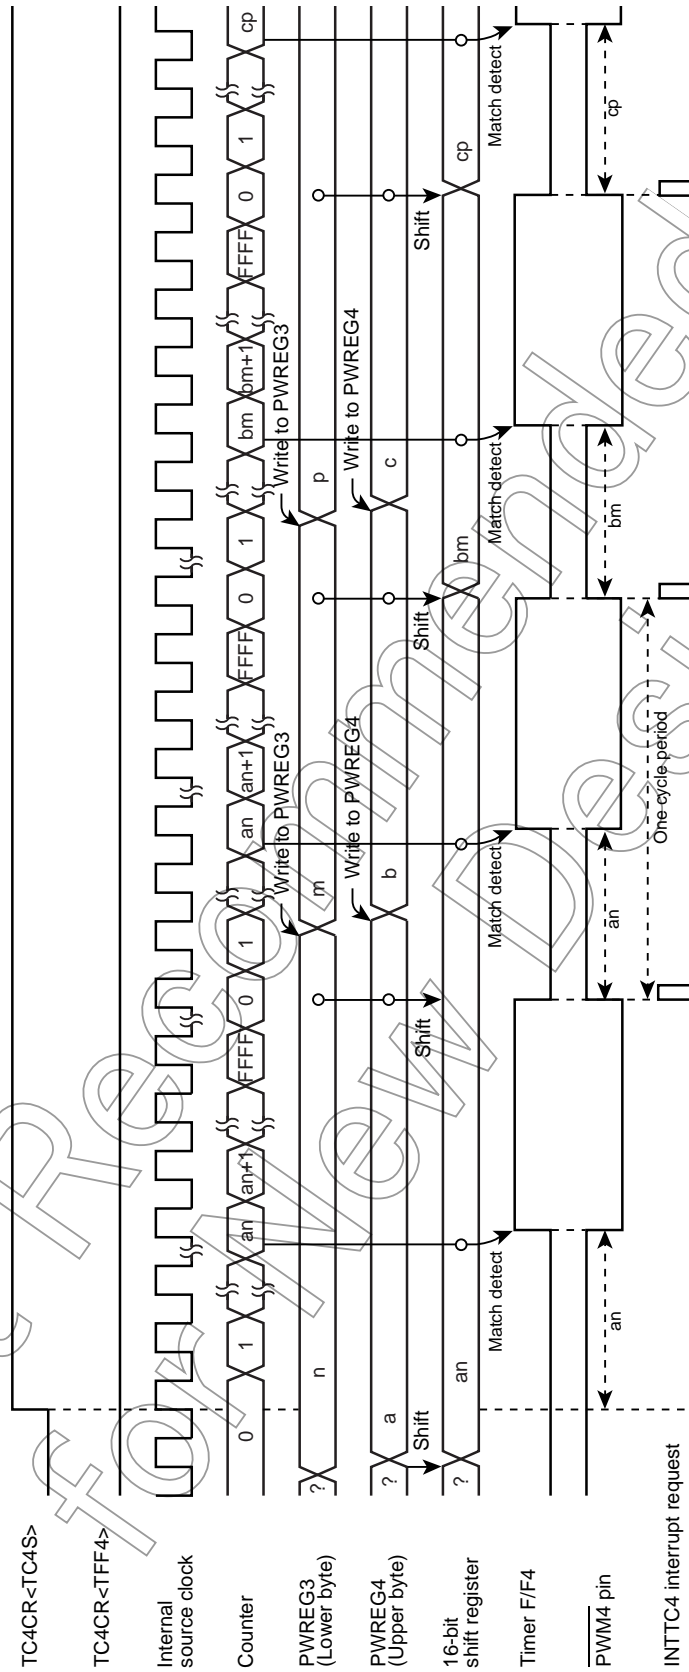 TC4CR<TC4S>
TC4CR<TFF4>
Internal
source clock
Counter
0
1
an
an+1
FFFF
0
1
an
an+1
FFFF
0
1
bm
bm+1
FFFF
0
1
cp
Write to PWREG3
Write to PWREG3
PWREG3
(Lower byte)
?
n
m
p
Write to PWREG4
Write to PWREG4
PWREG4
(Upper byte)
?
a
b
c
Shift
Shift
Shift
Shift
16-bit
shift register
?
an
bm
cp
Match detect
Match detect
Match detect
Match detect
Timer F/F4
PWM4 pin
an
an
bm
cp
One cycle period
INTTC4 interrupt request
Recommended
for New Desi